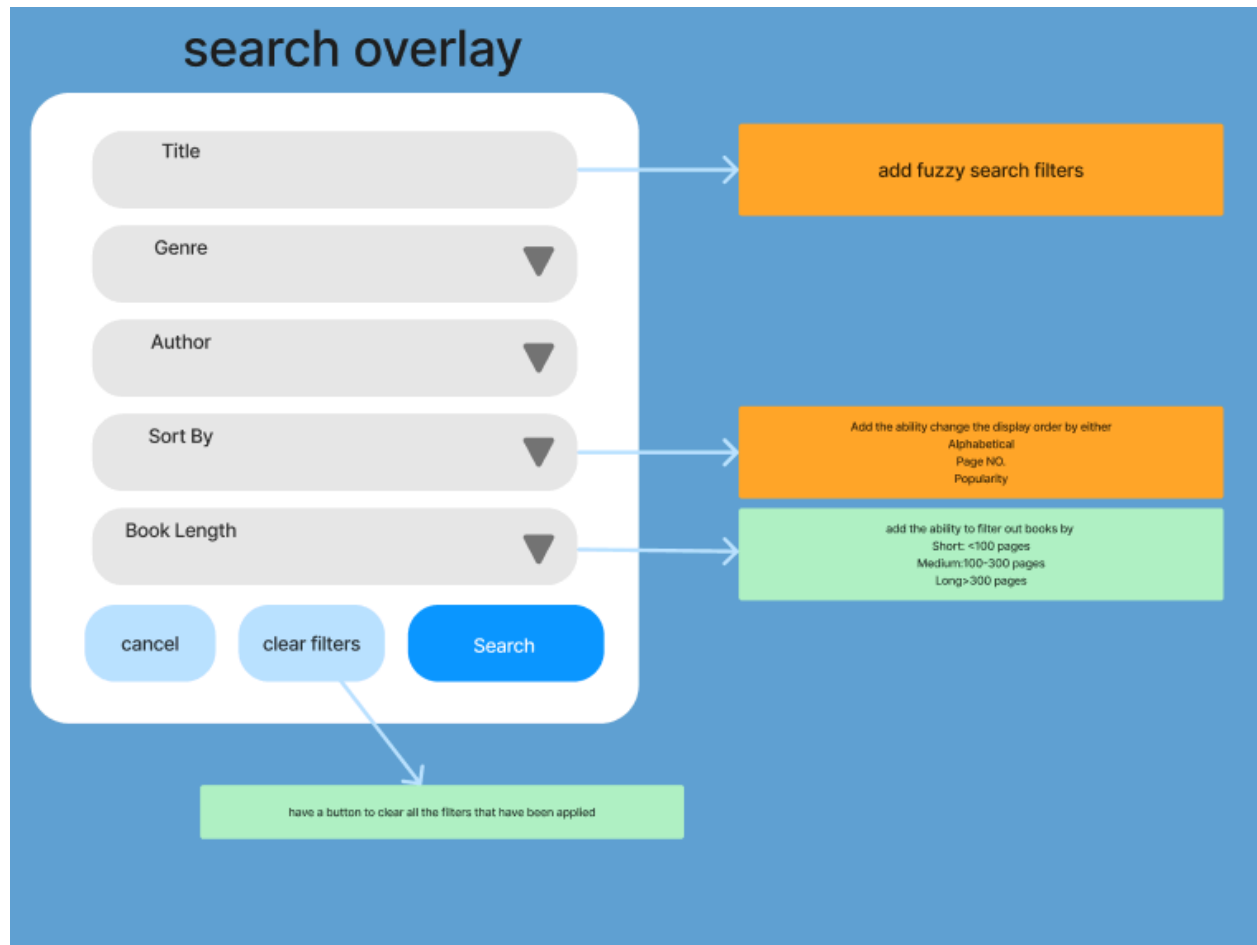 search overlay
Title
add fuzzy search filters
Genre
Author
Sort By
Add the ability change the display order by either
Alphabetical
Page NO.
Popularity
Book Length
add the ability to filter out books by
Short: <100 pages
Medium:100-300 pages
Long>300 pages
cancel
clear filters
Search
have a button to clear all the filters that have been applied